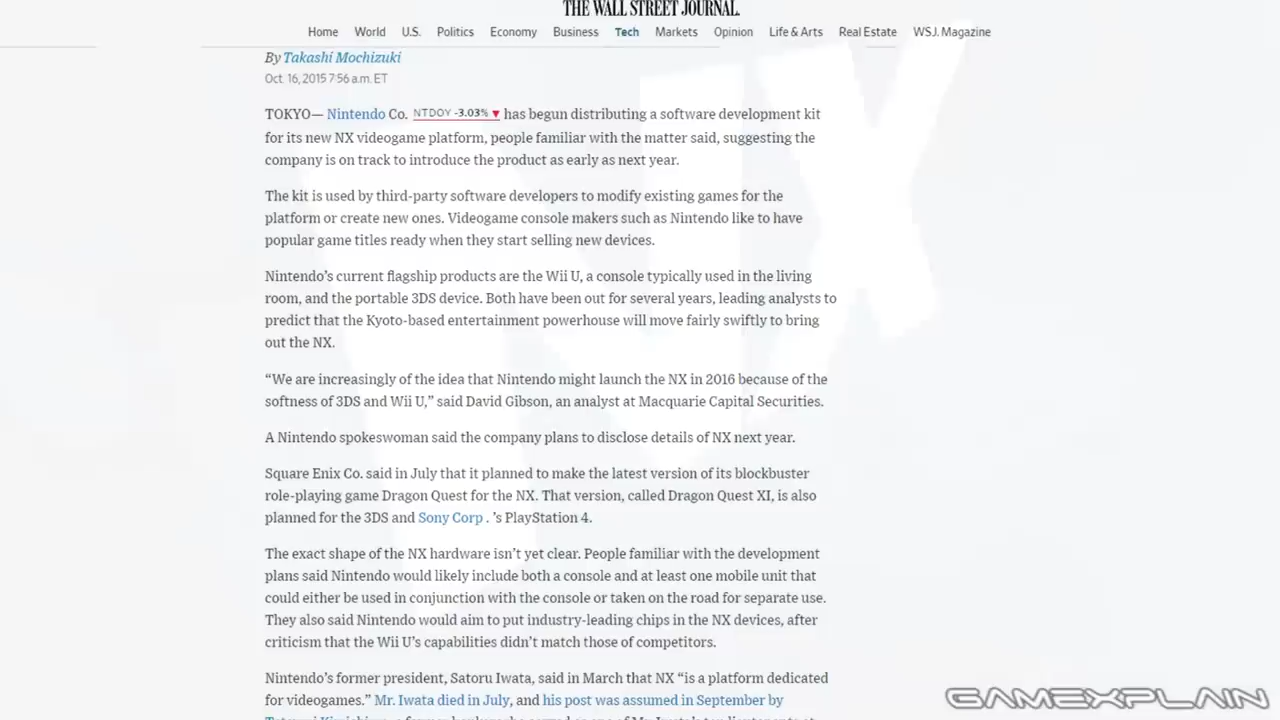 THE WALL STREET JOURNAL.
Home World U.S. Politics Economy Business Tech Markets Opinion Life & Arts Real Estate WSJ. Magazine
By Takashi Mochizuki
Oct. 16, 2015 7:56 a.m. ET
TOKYO— Nintendo Co. NTDOY -3.03% ▼ has begun distributing a software development kit
for its new NX videogame platform, people familiar with the matter said, suggesting the
company is on track to introduce the product as early as next year.
The kit is used by third-party software developers to modify existing games for the
platform or create new ones. Videogame console makers such as Nintendo like to have
popular game titles ready when they start selling new devices.
Nintendo’s current flagship products are the Wii U, a console typically used in the living
room, and the portable 3DS device. Both have been out for several years, leading analysts to
predict that the Kyoto-based entertainment powerhouse will move fairly swiftly to bring
out the NX.
“We are increasingly of the idea that Nintendo might launch the NX in 2016 because of the
softness of 3DS and Wii U,” said David Gibson, an analyst at Macquarie Capital Securities.
A Nintendo spokeswoman said the company plans to disclose details of NX next year.
Square Enix Co. said in July that it planned to make the latest version of its blockbuster
role-playing game Dragon Quest for the NX. That version, called Dragon Quest XI, is also
planned for the 3DS and Sony Corp . ’s PlayStation 4.
The exact shape of the NX hardware isn’t yet clear. People familiar with the development
plans said Nintendo would likely include both a console and at least one mobile unit that
could either be used in conjunction with the console or taken on the road for separate use.
They also said Nintendo would aim to put industry-leading chips in the NX devices, after
criticism that the Wii U’s capabilities didn’t match those of competitors.
Nintendo’s former president, Satoru Iwata, said in March that NX “is a platform dedicated
for videogames.” Mr. Iwata died in July, and his post was assumed in September by
NX
GAMEXPLAIN